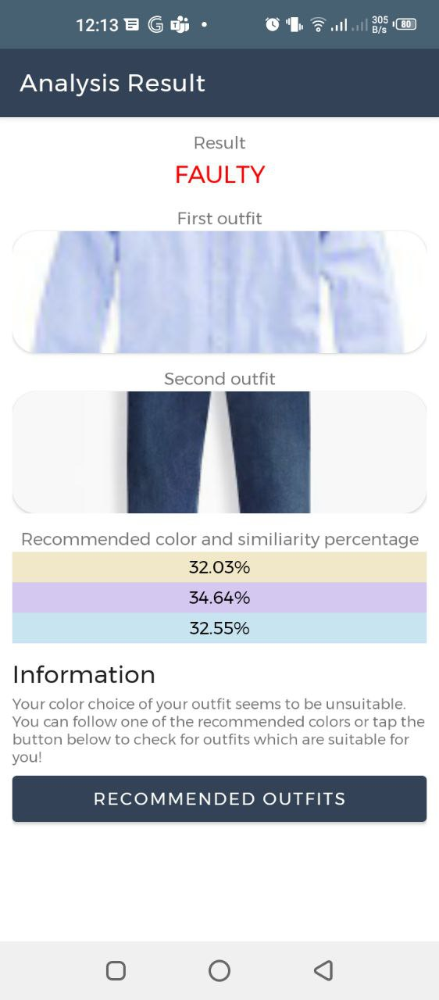 12:13
305
B/s
80
Analysis Result
Result
FAULTY
First outfit
Second outfit
Recommended color and similiarity percentage
32.03%
34.64%
32.55%
Information
Your color choice of your outfit seems to be unsuitable.
You can follow one of the recommended colors or tap the
button below to check for outfits which are suitable for
you!
RECOMMENDED OUTFITS